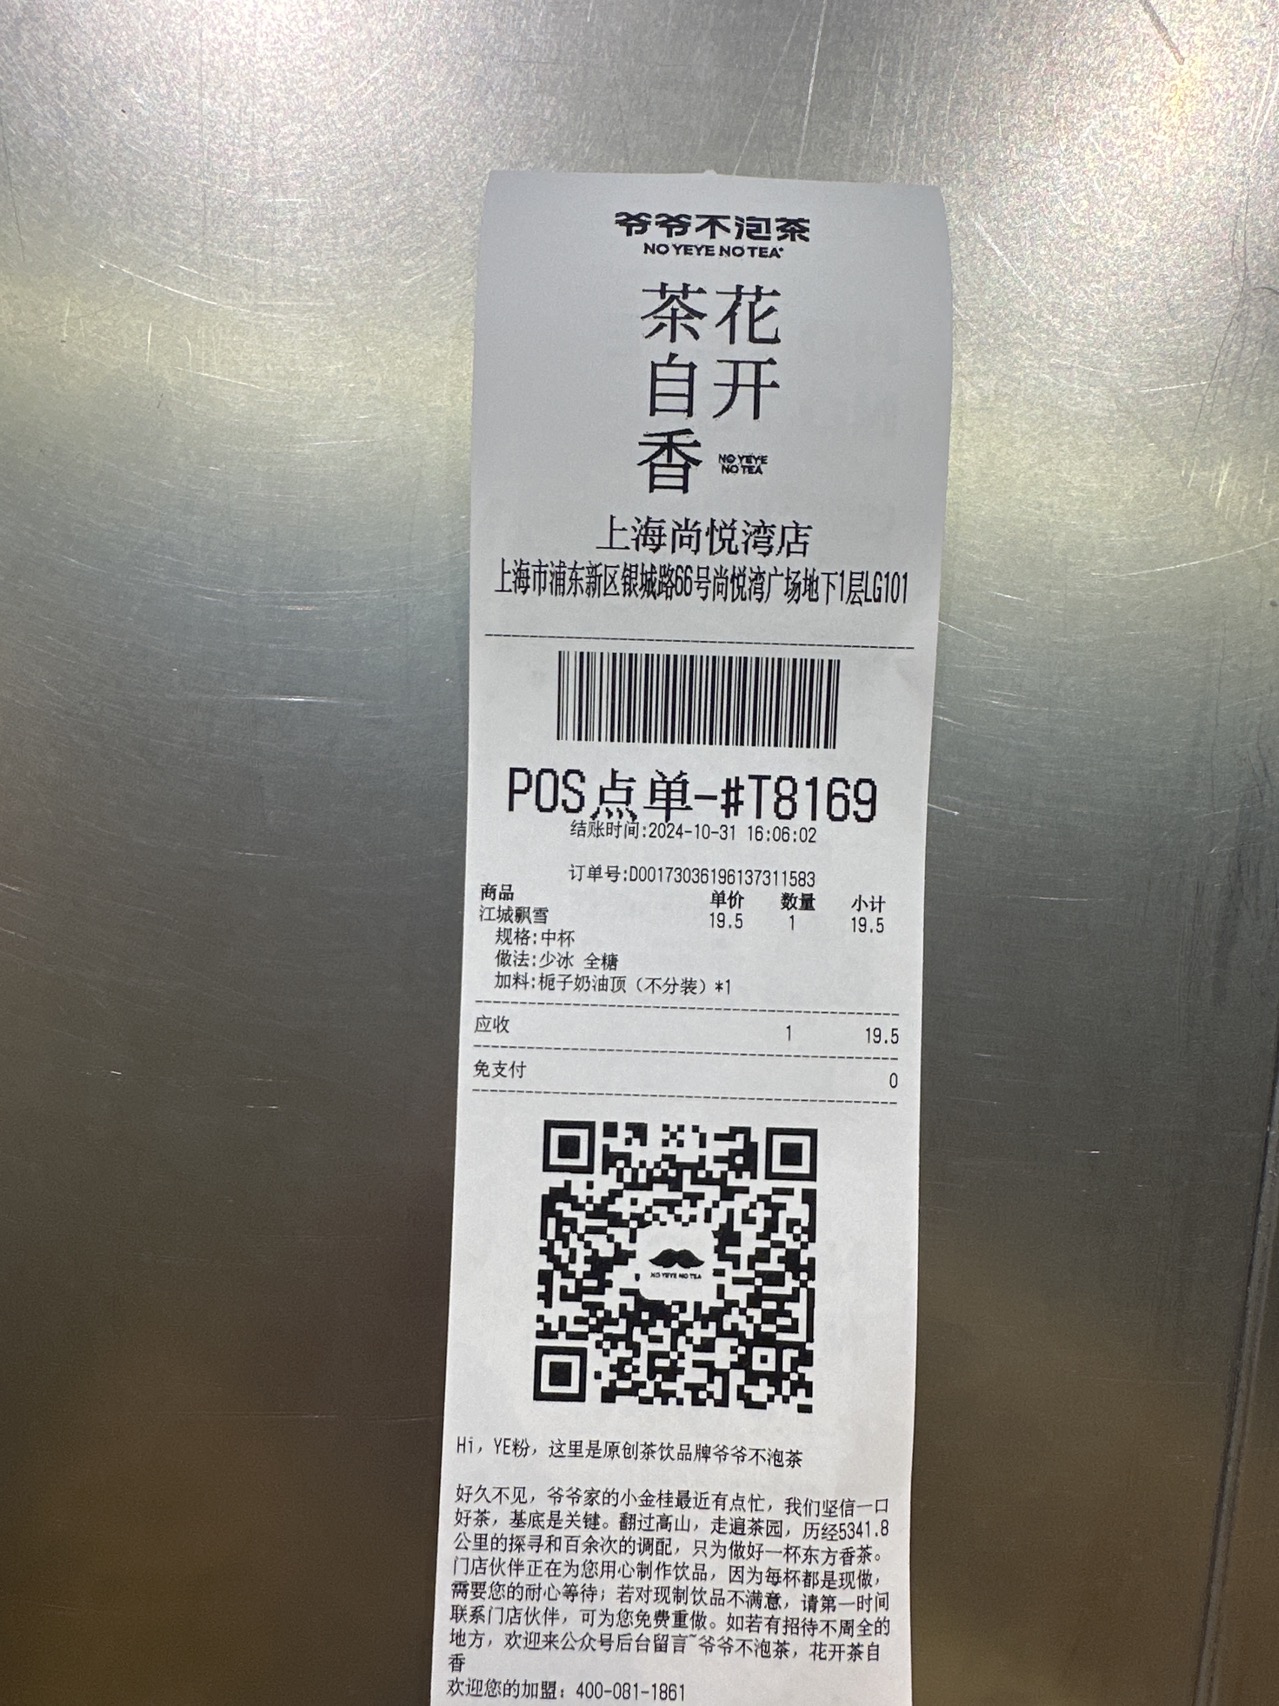 爷爷不泡茶
NO YEYE NO TEA
茶花
自开
香 NO YEYE
NO TEA
上海尚悦湾店
上海市浦东新区银城路66号尚悦湾广场地下1层LG101
POS点单-#T8169
结账时间:2024-10-31 16:06:02
订单号:D00173036196137311583
商品 单价 数量 小计
江城飘雪 19.5 1 19.5
规格:中杯
做法:少冰 全糖
加料:栀子奶油顶（不分装）*1
应收 1 19.5
免支付 0
NO YEYE NO TEA
Hi，YE粉，这里是原创茶饮品牌爷爷不泡茶
好久不见，爷爷家的小金桂最近有点忙，我们坚信一口
好茶，基底是关键。翻过高山，走遍茶园，历经5341.8
公里的探寻和百余次的调配，只为做好一杯东方香茶。
门店伙伴正在为您用心制作饮品，因为每杯都是现做，
需要您的耐心等待；若对现制饮品不满意，请第一时间
联系门店伙伴，可为您免费重做。如若有招待不周全的
地方，欢迎来公众号后台留言~爷爷不泡茶，花开茶自
香
欢迎您的加盟：400-081-1861